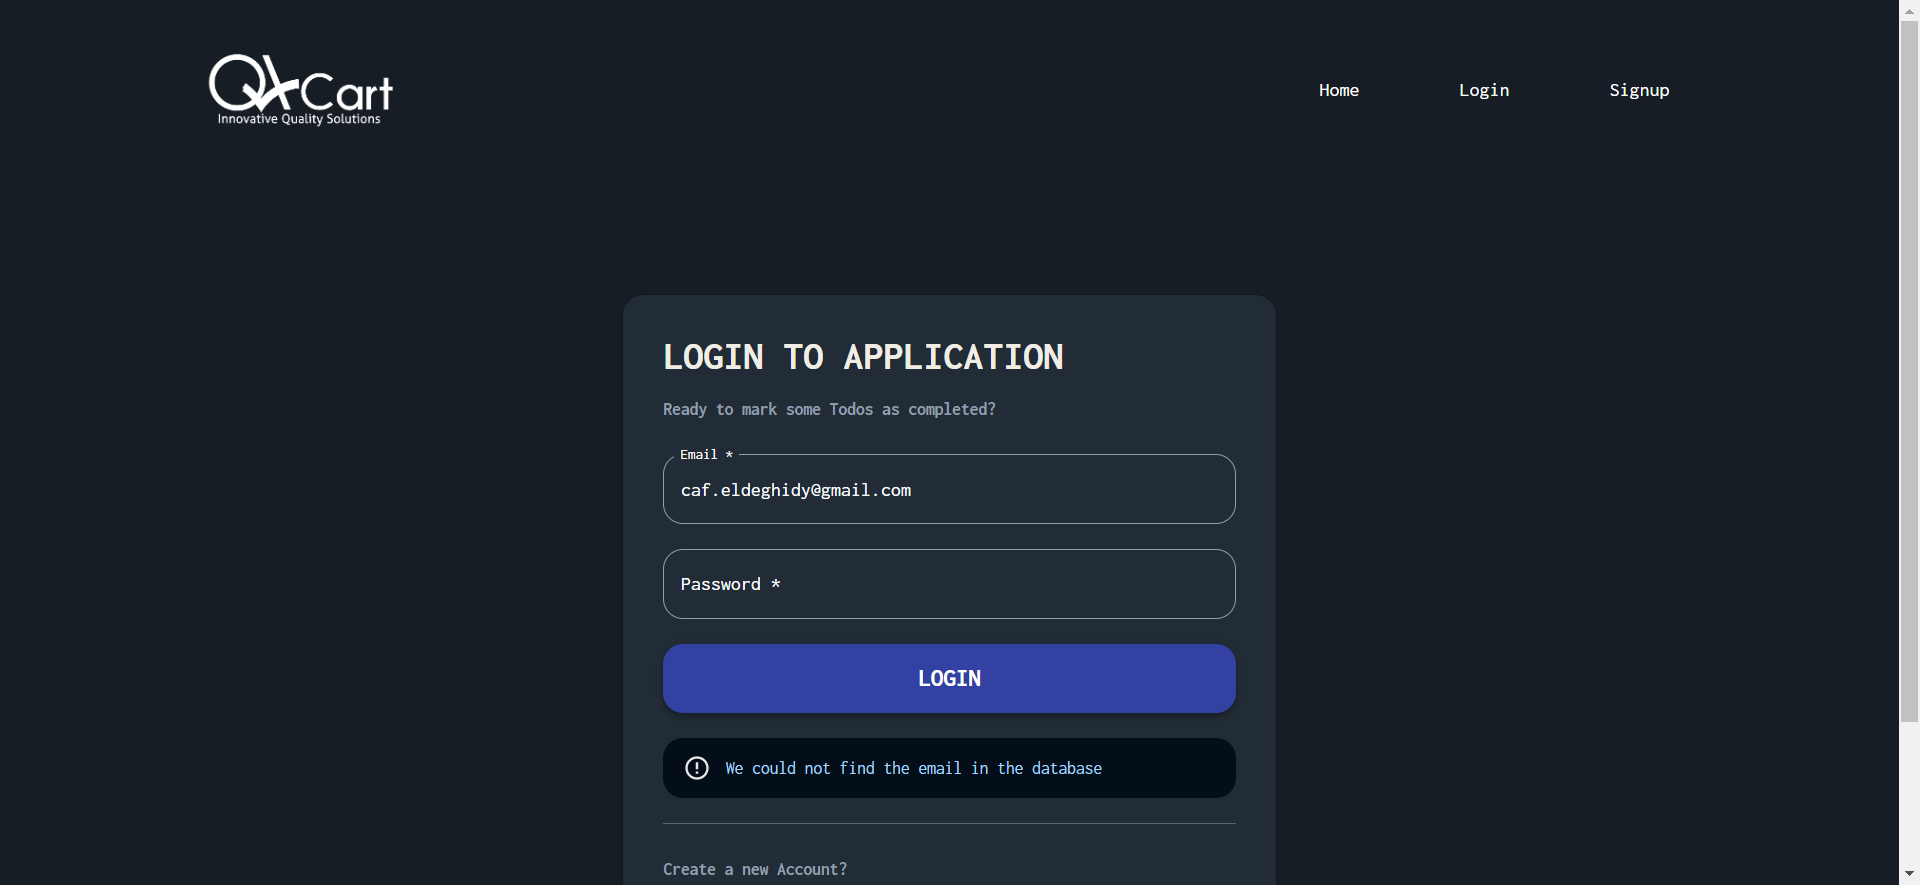 QACart
Innovative Quality Solutions
Home
Login
Signup
LOGIN TO APPLICATION
Ready to mark some Todos as completed?
Email *
caf.eldeghidy@gmail.com
Password *
LOGIN
We could not find the email in the database
Create a new Account?